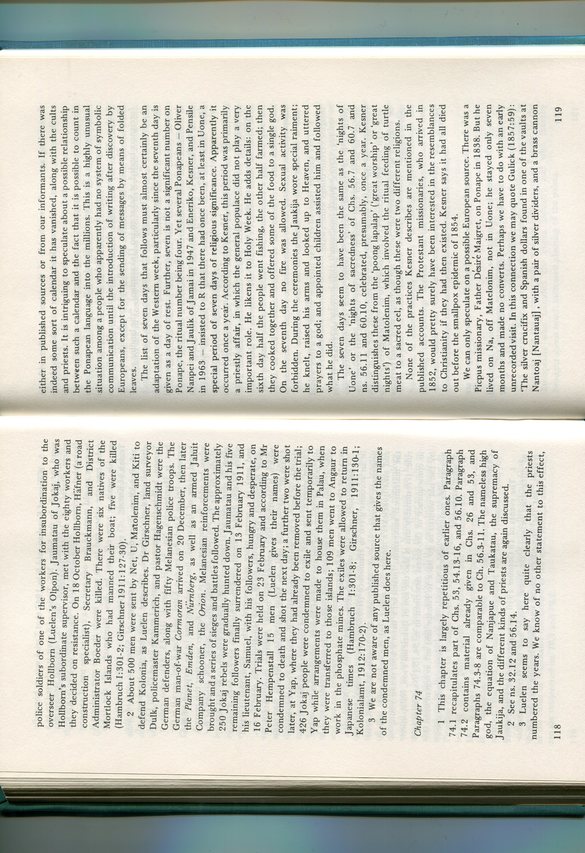 police soldiers of one of the workers for insubordination to the
overseer Hollborn (Luelen's Olpon). Jaumatau of Jokaj, who was
Hollborn's subordinate supervisor, met with the eighty workers and
they decided on resistance. On 18 October Hollborn, Häfner (a road
construction specialist), Secretary Brauckmann, and District
Administrator Boeder were killed. There were six natives of the
Mortlock Islands who had manned their boat; five were killed
(Hambruch I:301-2; Girschner 1911:127-30).
2 About 500 men were sent by Net, U, Matolenim, and Kiti to
defend Kolonia, as Luelen describes. Dr Girschner, land surveyor
Dulk, policemaster Kammerich, and pastor Hagenschmidt were the
German defenders, along with fifty Melanesian police troops. The
German man-of-war Cormoran arrived on 20 December, then later
the Planet, Emden, and Nürnberg, as well as an armed Jaluit
Company schooner, the Orion. Melanesian reinforcements were
brought and a series of sieges and battles followed. The approximately
250 Jokaj rebels were gradually hunted down. Jaumatau and his five
remaining followers finally surrendered on 13 February 1911, and
his lieutenant, Samuel, with his followers, hungry and desperate, on
16 February. Trials were held on 23 February and according to Mr
Peter Hempenstall 15 men (Luelen gives their names) were
condemned to death and shot the next day; a further two were shot
later, at Yap, where they had already been removed before the trial;
426 Jokaj people were condemned to exile and sent temporarily to
Yap while arrangements were made to house them in Palau, when
they were transferred to those islands; 109 men went to Angaur to
work in the phosphate mines. The exiles were allowed to return in
Japanese times (Hambruch I:301-8; Girschner, 1911:130-1;
Kolonialamt, 1912:170-2).
3 We are not aware of any published source that gives the names
of the condemned men, as Luelen does here.
Chapter 74
1 This chapter is largely repetitious of earlier ones. Paragraph
74.1 recapitulates part of Chs. 53, 54.13-16, and 56.10. Paragraph
74.2 contains material already given in Chs. 26 and 53, and
Paragraphs 74.3-8 are comparable to Ch. 56.3-11. The nameless high
god, the equation of Nanjapue and Taukatau, the supremacy of
Jaukija, and the different kinds of priests are again discussed.
2 See ns. 32.12 and 56.14.
3 Luelen seems to say here quite clearly that the priests
numbered the years. We know of no other statement to this effect,
118
either in published sources or from our informants. If there was
indeed some sort of calendar it has vanished, along with the cults
and priests. It is intriguing to speculate about a possible relationship
between such a calendar and the fact that it is possible to count in
the Ponapean language into the millions. This is a highly unusual
situation among a people who apparently had no system of symbolic
communication until the introduction of writing after discovery by
Europeans, except for the sending of messages by means of folded
leaves.
The list of seven days that follows must almost certainly be an
adaptation of the Western week, particularly since the seventh day is
given as a day of rest. Further, seven is not a significant number on
Ponape, the ritual number being four. Yet several Ponapeans — Oliver
Nanpei and Jaulik of Jamai in 1947 and Eneriko, Kesner, and Pensile
in 1963 — insisted to R that there had once been, at least in Uone, a
special period of seven days of religious significance. Apparently it
occurred once a year. According to Kesner, this period was primarily
a priestly affair, in which the general populace did not play a very
important role. He likens it to Holy Week. He adds details: on the
sixth day half the people went fishing, the other half farmed; then
they cooked together and offered some of the food to a single god.
On the seventh day no fire was allowed. Sexual activity was
forbidden. During the ceremonies the Jaukija wore special raiment;
he knelt, raised his arms and looked up to Heaven, and uttered
prayers to a god; and appointed children assisted him and followed
what he did.
The seven days seem to have been the same as the 'nights of
Uone' or the 'nights of sacredness' of Chs. 56.7 and 60.7 and
ns. 56.11 and 60.10, celebrated, presumably, once a year. Kesner
distinguishes these from the 'poong lapalap' ('great worship' or 'great
nights') of Matolenim, which involved the ritual feeding of turtle
meat to a sacred eel, as though these were two different religions.
None of the practices Kesner describes are mentioned in the
published accounts. The Protestant missionaries, who arrived in
1852, would pretty surely have been interested in the resemblances
to Christianity if they had then existed. Kesner says it had all died
out before the smallpox epidemic of 1854.
We can only speculate on a possible European source. There was a
Picpus missionary, Father Désiré Maigret, on Ponape in 1838. But he
lived on Na, off Matolenim, not in Uone; he stayed only seven
months and made no converts. Perhaps we have to do with an early
unrecorded visit. In this connection we may quote Gulick (1857:59):
'The silver crucifix and Spanish dollars found in one of the vaults at
Nantoaj [Nantauaj], with a pair of silver dividers, and a brass cannon
119